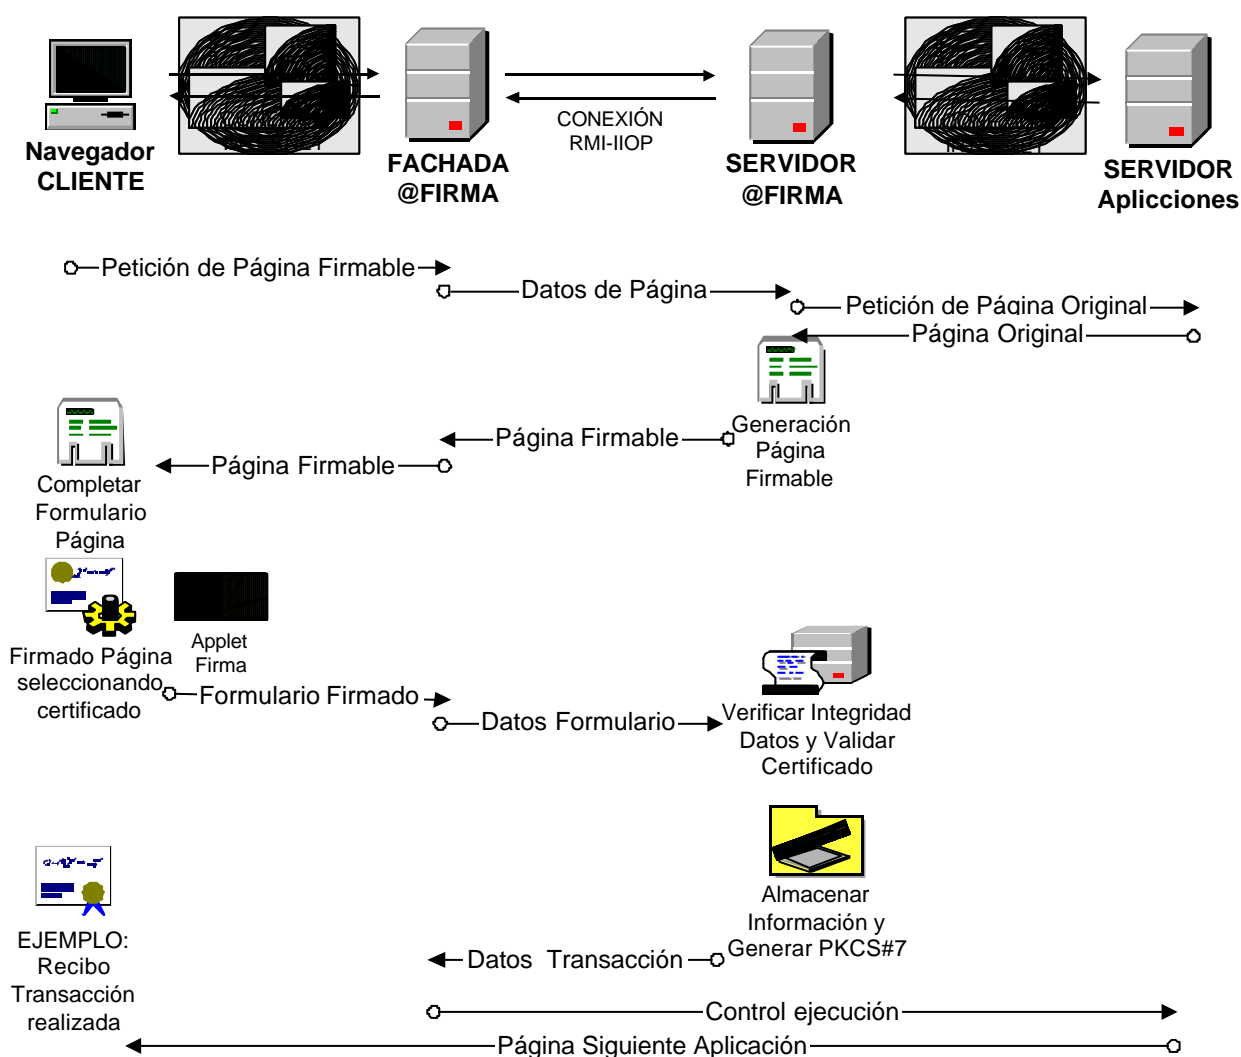 CONEXIÓN
RMI-IIOP
Navegador
CLIENTE
FACHADA
@FIRMA
SERVIDOR
@FIRMA
SERVIDOR
Aplicciones
Petición de Página Firmable
Datos de Página
Petición de Página Original
Página Original
Generación
Página
Firmable
Página Firmable
Página Firmable
Completar
Formulario
Página
Firmado Página
seleccionando
certificado
Applet
Firma
Formulario Firmado
Datos Formulario
Verificar Integridad
Datos y Validar
Certificado
Almacenar
Información y
Generar PKCS#7
EJEMPLO:
Recibo
Transacción
realizada
Datos Transacción
Control ejecución
Página Siguiente Aplicación